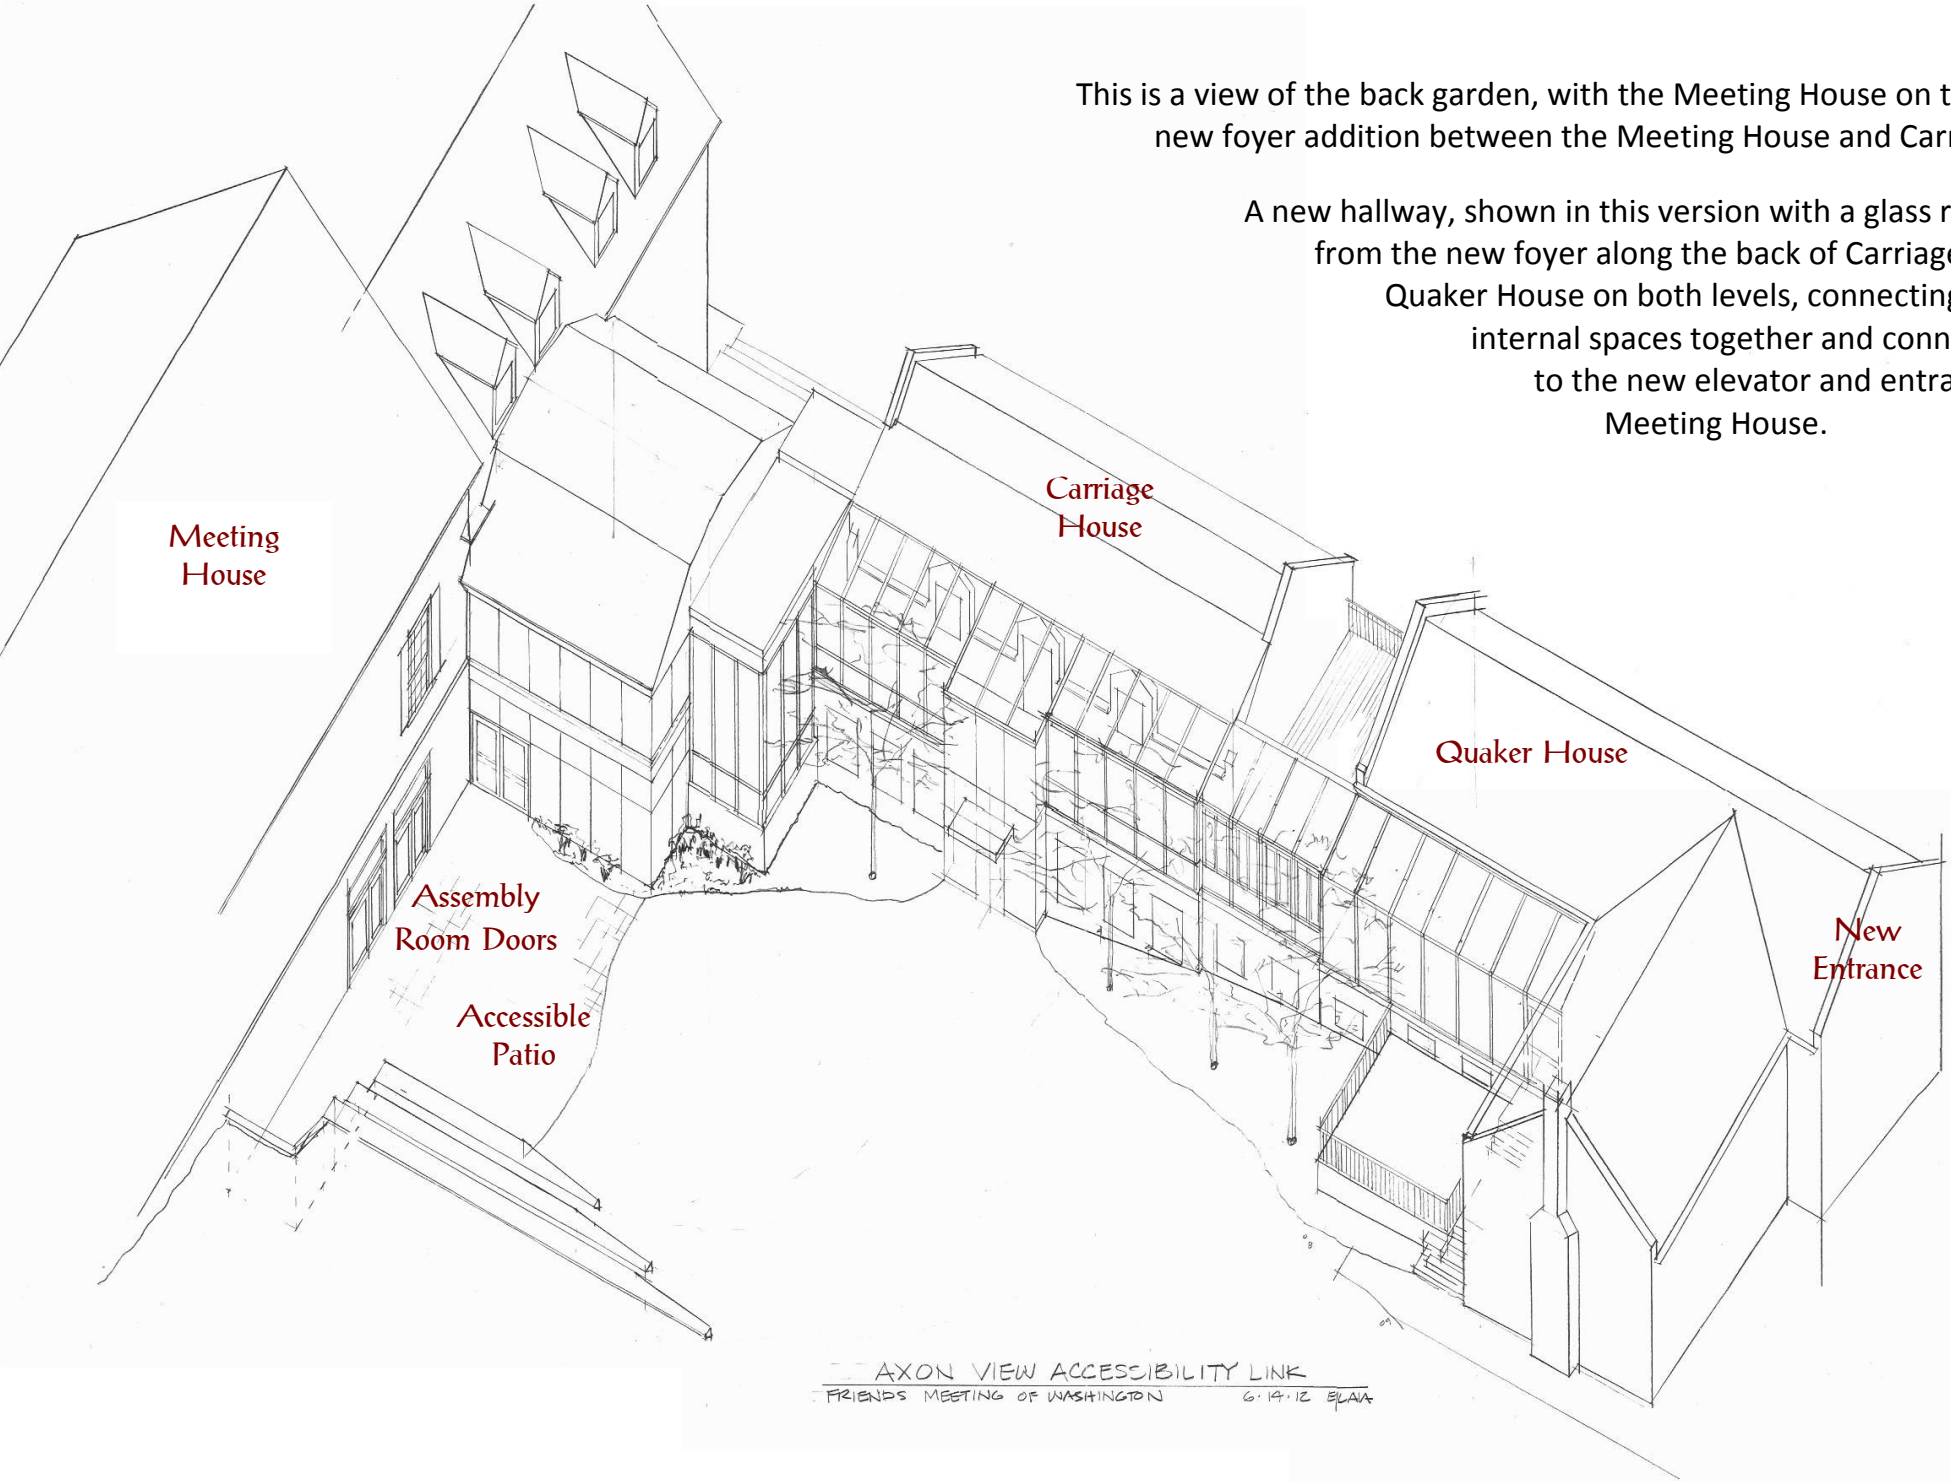 This is a view of the back garden, with the Meeting House on t
new foyer addition between the Meeting House and Carr
A new hallway, shown in this version with a glass r
from the new foyer along the back of Carriage
Quaker House on both levels, connecting
internal spaces together and conn
to the new elevator and entra
Meeting House.
Meeting
House
Carriage
House
Quaker House
New
Entrance
Assembly
Room Doors
Accessible
Patio
AXON VIEW ACCESSIBILITY LINK
FRIENDS MEETING OF WASHINGTON 6.14.12